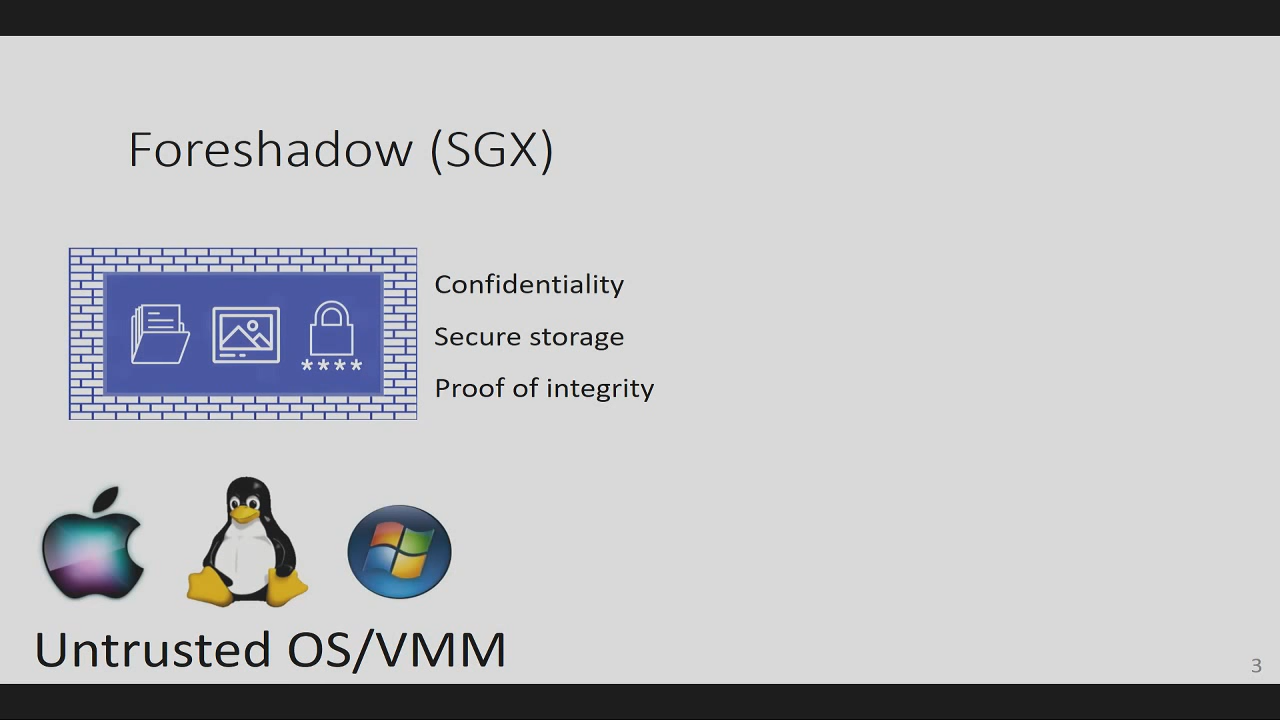 Foreshadow (SGX)
Confidentiality
Secure storage
Proof of integrity
****
Untrusted OS/VMM
3